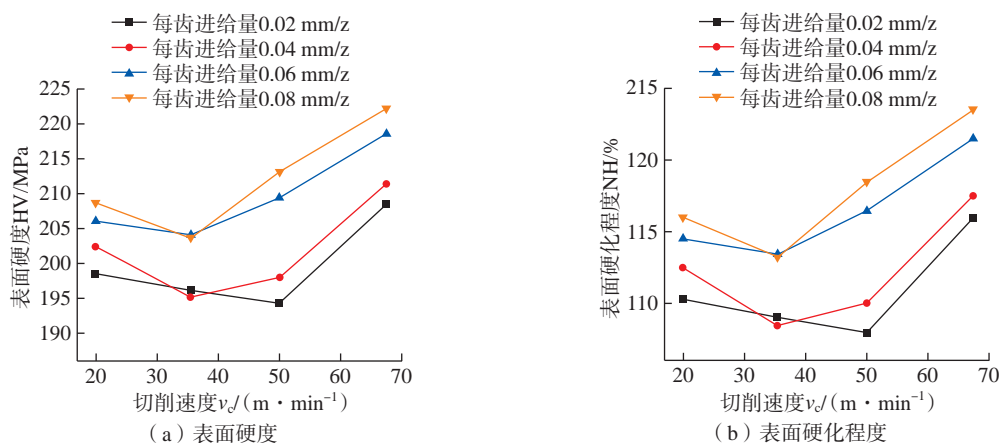 每齿进给量0.02 mm/z
每齿进给量0.04 mm/z
每齿进给量0.06 mm/z
每齿进给量0.08 mm/z
225
220
215
210
205
200
195
190
表面硬度HV/MPa
20 30 40 50 60 70
切削速度vc/(m·min⁻¹)
（a）表面硬度
每齿进给量0.02 mm/z
每齿进给量0.04 mm/z
每齿进给量0.06 mm/z
每齿进给量0.08 mm/z
215
120
115
110
表面硬化程度NH/%
20 30 40 50 60 70
切削速度vc/(m·min⁻¹)
（b）表面硬化程度